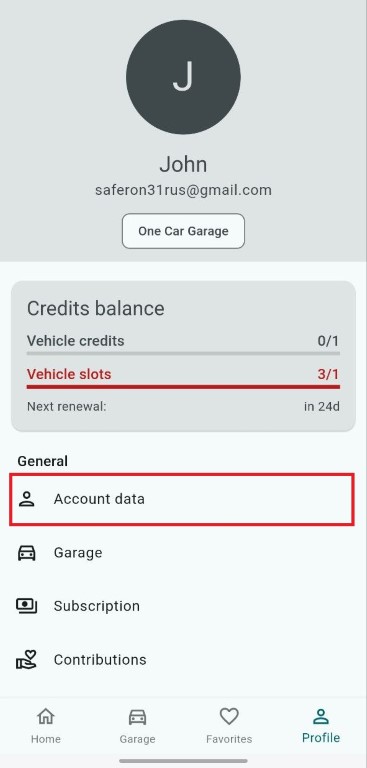 J
John
saferon31rus@gmail.com
One Car Garage
Credits balance
Vehicle credits 0/1
Vehicle slots 3/1
Next renewal: in 24d
General
Account data
Garage
Subscription
Contributions
Home Garage Favorites Profile